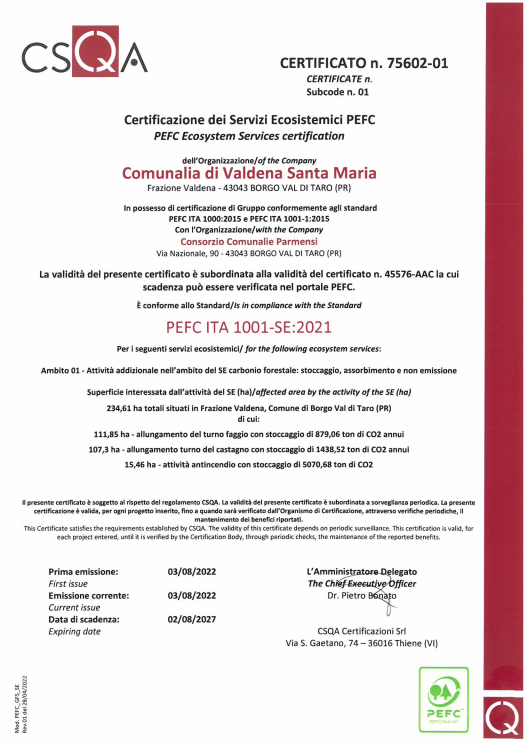 CSQA
CERTIFICATO n. 75602-01
CERTIFICATE n.
Subcode n. 01
Certificazione dei Servizi Ecosistemici PEFC
PEFC Ecosystem Services certification
dell'Organizzazione/of the Company
Comunalia di Valdena Santa Maria
Frazione Valdena - 43043 BORGO VAL DI TARO (PR)
In possesso di certificazione di Gruppo conformemente agli standard
PEFC ITA 1000:2015 e PEFC ITA 1001-1:2015
Con l'Organizzazione/with the Company
Consorzio Comunalie Parmensi
Via Nazionale, 90 - 43043 BORGO VAL DI TARO (PR)
La validità del presente certificato è subordinata alla validità del certificato n. 45576-AAC la cui
scadenza può essere verificata nel portale PEFC.
È conforme allo Standard/Is in compliance with the Standard
PEFC ITA 1001-SE:2021
Per i seguenti servizi ecosistemici/ for the following ecosystem services:
Ambito 01 - Attività addizionale nell'ambito del SE carbonio forestale: stoccaggio, assorbimento e non emissione
Superficie interessata dall'attività del SE (ha)/affected area by the activity of the SE (ha)
234,61 ha totali situati in Frazione Valdena, Comune di Borgo Val di Taro (PR)
di cui:
111,85 ha - allungamento del turno faggio con stoccaggio di 879,06 ton di CO2 annui
107,3 ha - allungamento turno del castagno con stoccaggio di 1438,52 ton di CO2 annui
15,46 ha - attività antincendio con stoccaggio di 5070,68 ton di CO2
Il presente certificato è soggetto al rispetto del regolamento CSQA. La validità del presente certificato è subordinata a sorveglianza periodica. La presente
certificazione è valida, per ogni progetto inserito, fino a quando sarà verificato dall'Organismo di Certificazione, attraverso verifiche periodiche, il
mantenimento dei benefici riportati.
This Certificate satisfies the requirements established by CSQA. The validity of this certificate depends on periodic surveillance. This certification is valid, for
each project entered, until it is verified by the Certification Body, through periodic checks, the maintenance of the reported benefits.
Prima emissione: 03/08/2022
First issue
Emissione corrente: 03/08/2022
Current issue
Data di scadenza: 02/08/2027
Expiring date
L'Amministratore Delegato
The Chief Executive Officer
Dr. Pietro Bonato
CSQA Certificazioni Srl
Via S. Gaetano, 74 – 36016 Thiene (VI)
Mod. PEFC_GFS_SE
Rev.01 del 28/04/2022
PEFC